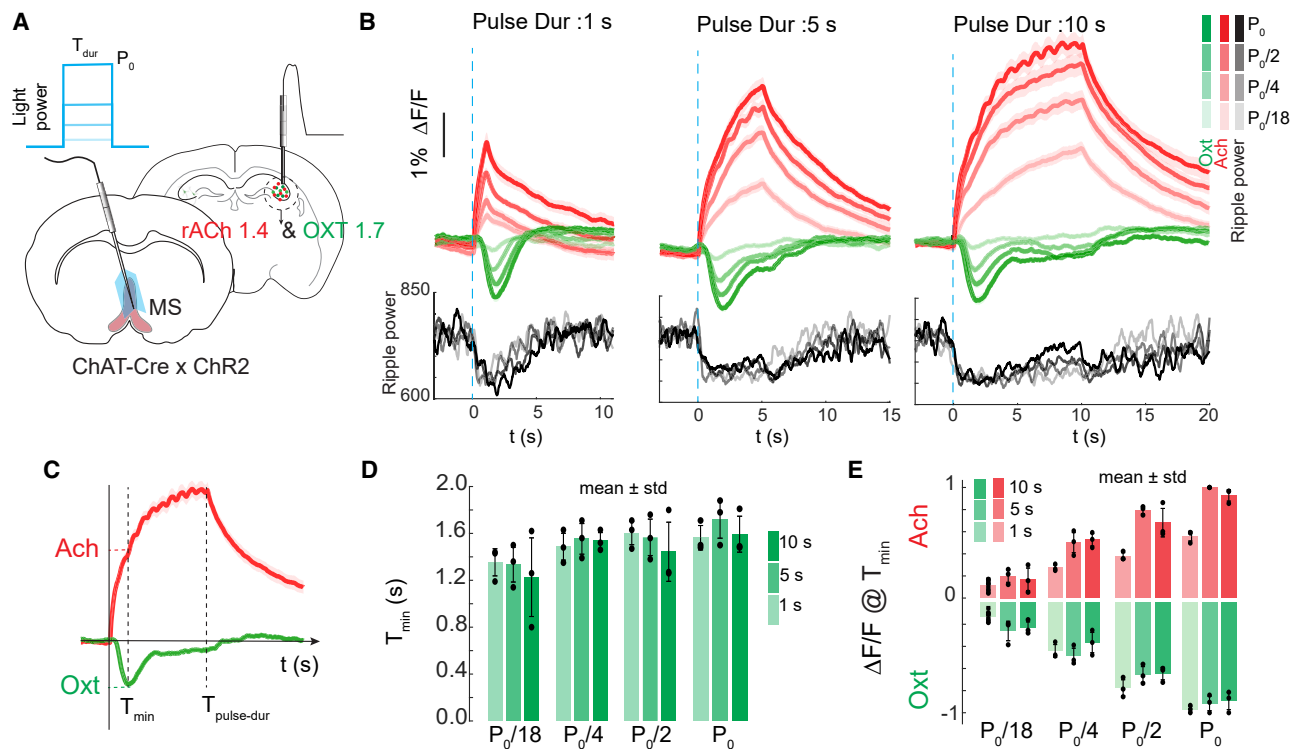 A
T_dur
P_0
Light
power
rACh 1.4 & OXT 1.7
MS
ChAT-Cre x ChR2
B
Pulse Dur :1 s
Pulse Dur :5 s
Pulse Dur :10 s
1% ΔF/F
P_0
P_0/2
P_0/4
P_0/18
Oxt
Ach
Ripple power
850
600
Ripple power
0 5 10
t (s)
0 5 10 15
t (s)
0 5 10 15 20
t (s)
C
Ach
Oxt
t (s)
T_min
T_pulse-dur
D
mean ± std
2.0
1.6
1.2
0.8
0.4
0.0
T_min (s)
10 s
5 s
1 s
P_0/18 P_0/4 P_0/2 P_0
E
mean ± std
1
0
-1
Ach
Oxt
ΔF/F @ T_min
10 s
5 s
1 s
P_0/18 P_0/4 P_0/2 P_0